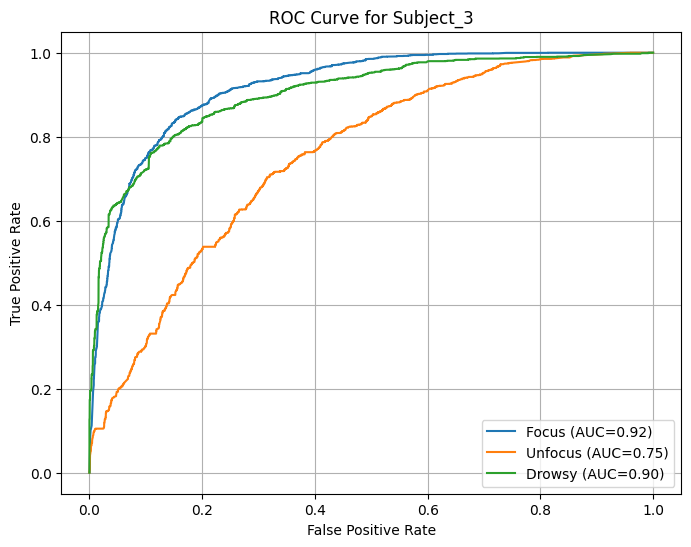 ROC Curve for Subject_3
True Positive Rate
1.0
0.8
0.6
0.4
0.2
0.0
0.0 0.2 0.4 0.6 0.8 1.0
False Positive Rate
Focus (AUC=0.92)
Unfocus (AUC=0.75)
Drowsy (AUC=0.90)